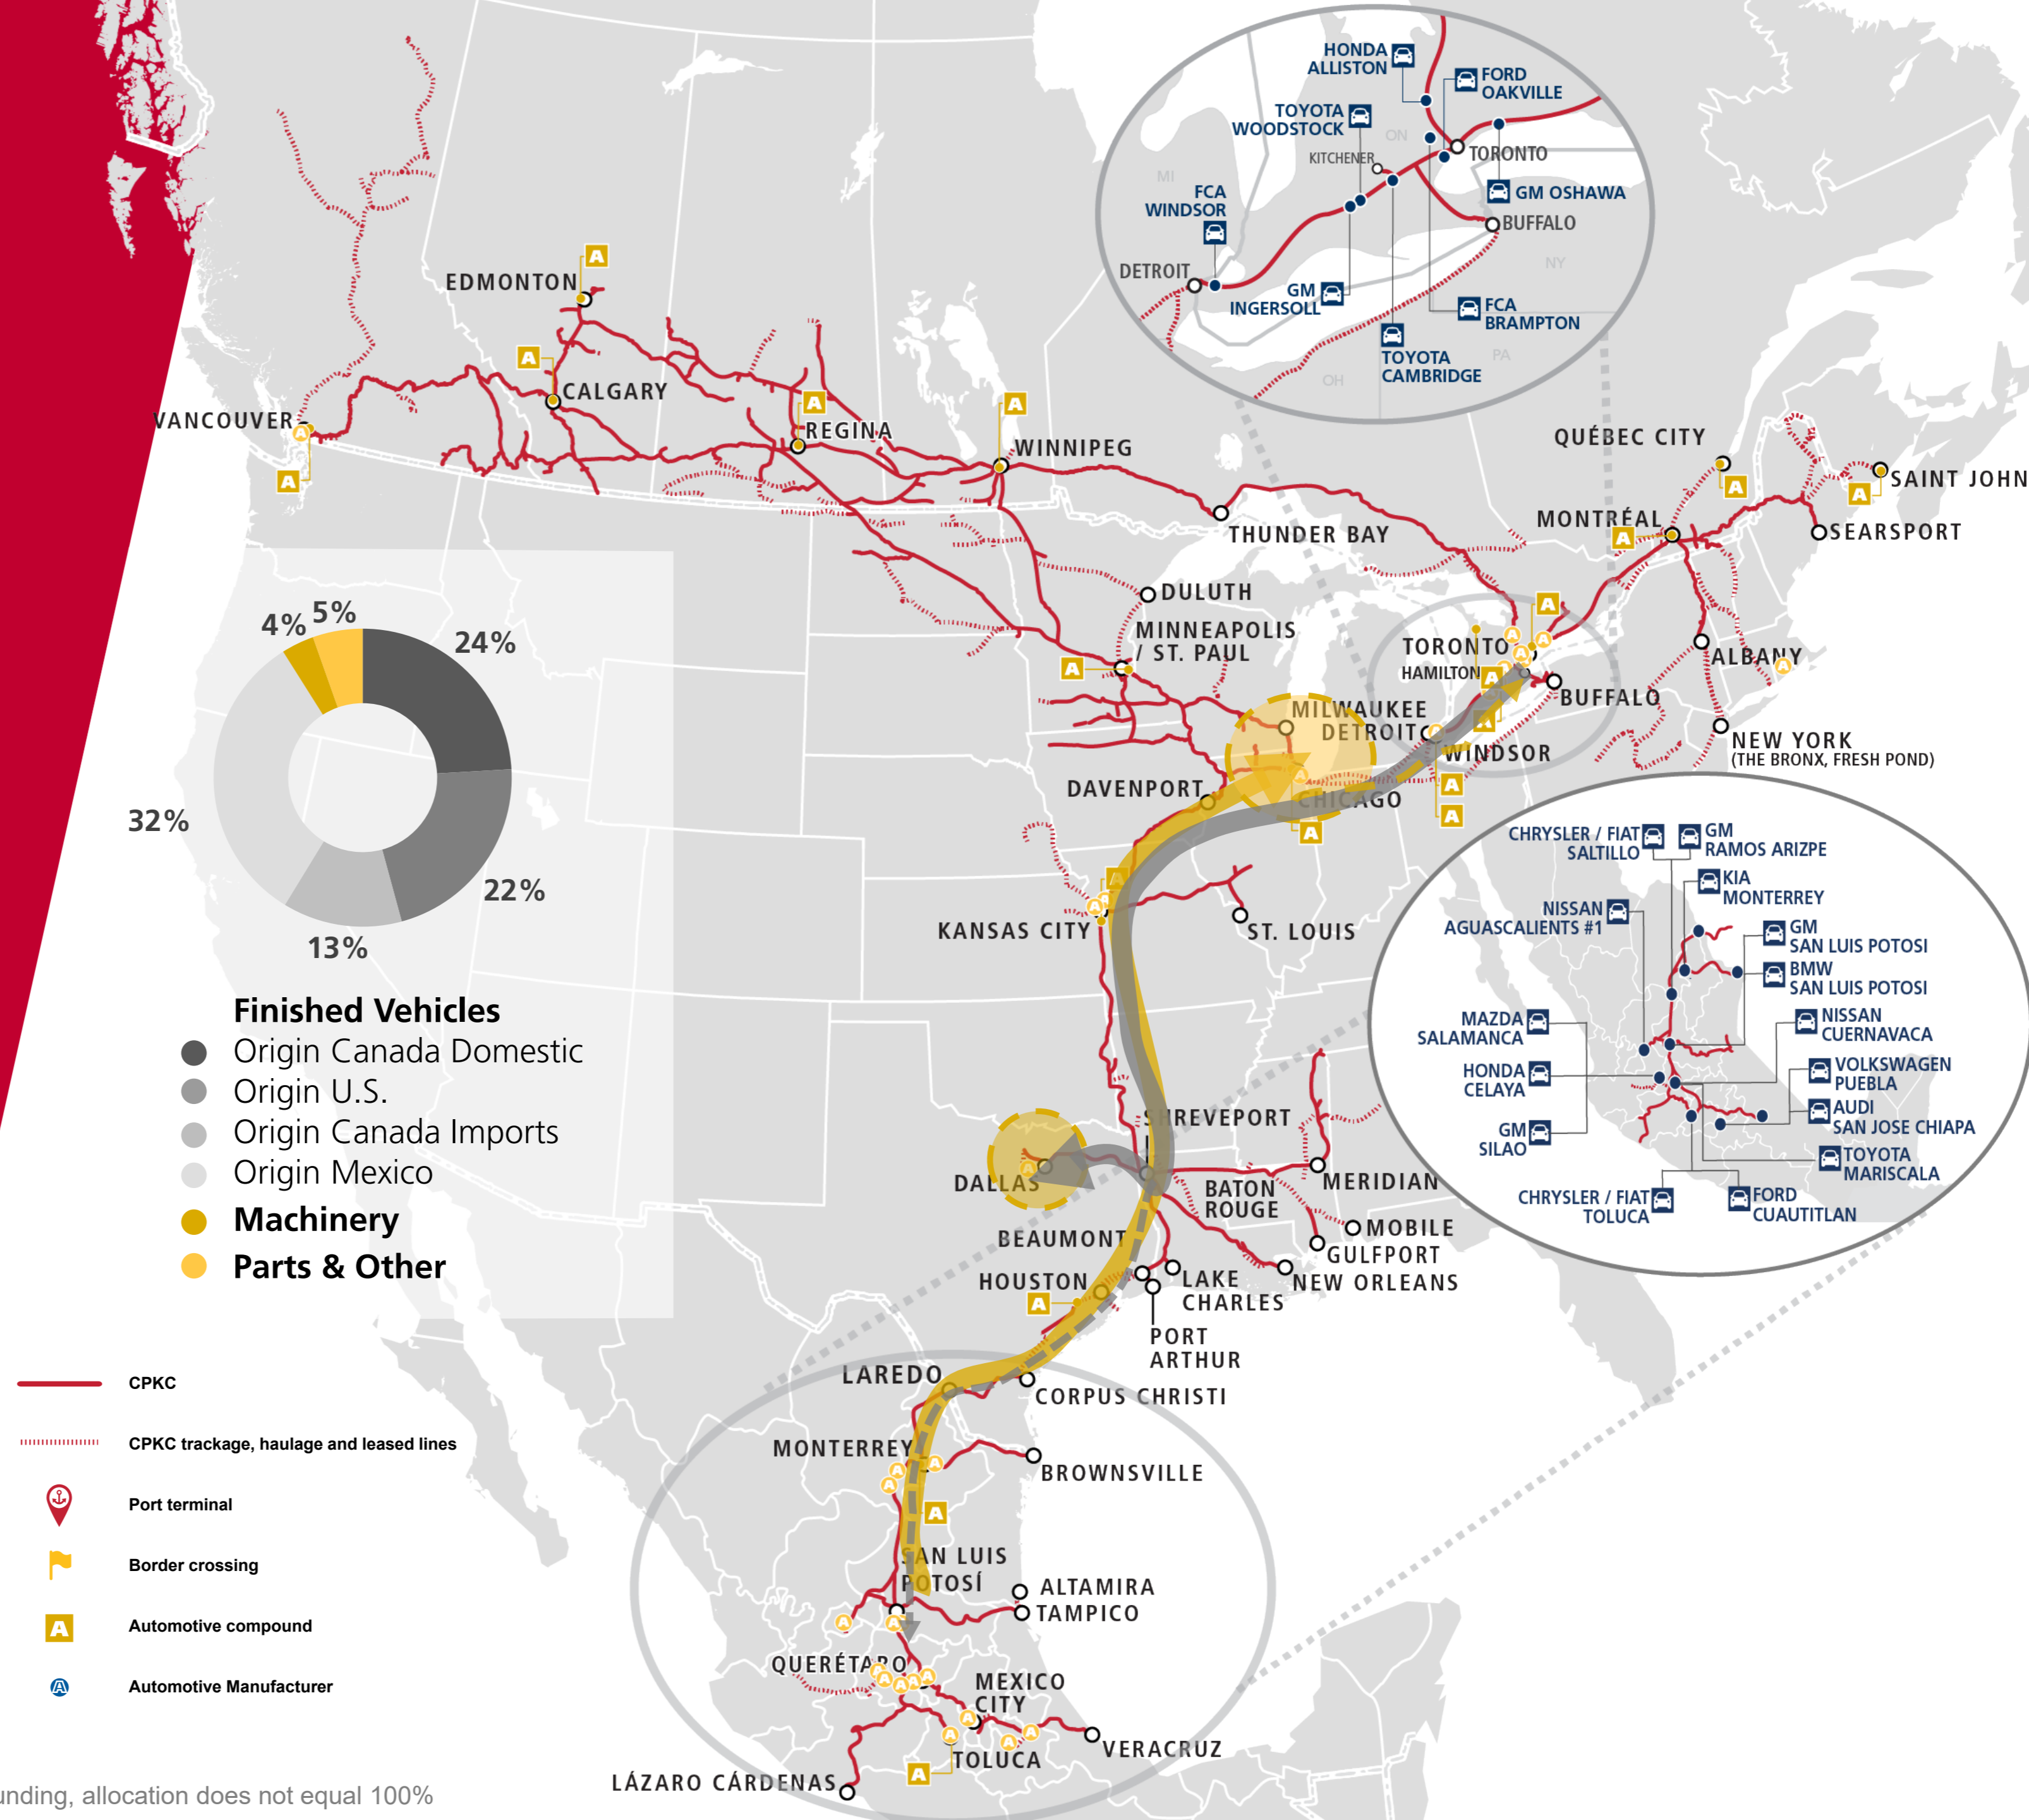 HONDA
ALLISTON
FORD
OAKVILLE
TOYOTA
WOODSTOCK
ON
KITCHENER
TORONTO
MI
FCA
WINDSOR
GM OSHAWA
BUFFALO
DETROIT
NY
GM
INGERSOLL
FCA
BRAMPTON
PA
TOYOTA
CAMBRIDGE
OH
EDMONTON
A
A
CALGARY
VANCOUVER
A
A
A
REGINA
A
WINNIPEG
THUNDER BAY
QUÉBEC CITY
A
SAINT JOHN
A
MONTRÉAL
A
SEARSPORT
DULUTH
MINNEAPOLIS
/ ST. PAUL
A
A
A
A
A
TORONTO
HAMILTON
A
A
ALBANY
A
BUFFALO
MILWAUKEE
DETROIT
A
A
WINDSOR
NEW YORK
(THE BRONX, FRESH POND)
DAVENPORT
A
CHICAGO
A
A
A
A
A
A
KANSAS CITY
ST. LOUIS
4%
5%
24%
32%
22%
13%
Finished Vehicles
Origin Canada Domestic
Origin U.S.
Origin Canada Imports
Origin Mexico
Machinery
Parts & Other
CHRYSLER / FIAT
SALTILLO
GM
RAMOS ARIZPE
KIA
MONTERREY
NISSAN
AGUASCALIENTS #1
GM
SAN LUIS POTOSI
BMW
SAN LUIS POTOSI
MAZDA
SALAMANCA
NISSAN
CUERNAVACA
HONDA
CELAYA
VOLKSWAGEN
PUEBLA
AUDI
SAN JOSE CHIAPA
GM
SILAO
TOYOTA
MARISCALA
CHRYSLER / FIAT
TOLUCA
FORD
CUAUTITLAN
SHREVEPORT
A
DALLAS
MERIDIAN
BATON
ROUGE
MOBILE
BEAUMONT
GULFPORT
HOUSTON
A
LAKE
CHARLES
NEW ORLEANS
PORT
ARTHUR
LAREDO
CORPUS CHRISTI
MONTERREY
A
A
A
BROWNSVILLE
A
SAN LUIS
POTOSÍ
ALTAMIRA
TAMPICO
A
A
QUERÉTARO
A
A
A
A
A
MEXICO
CITY
A
A
A
A
TOLUCA
A
VERACRUZ
LÁZARO CÁRDENAS
CPKC
CPKC trackage, haulage and leased lines
Port terminal
Border crossing
A
Automotive compound
A
Automotive Manufacturer
unding, allocation does not equal 100%